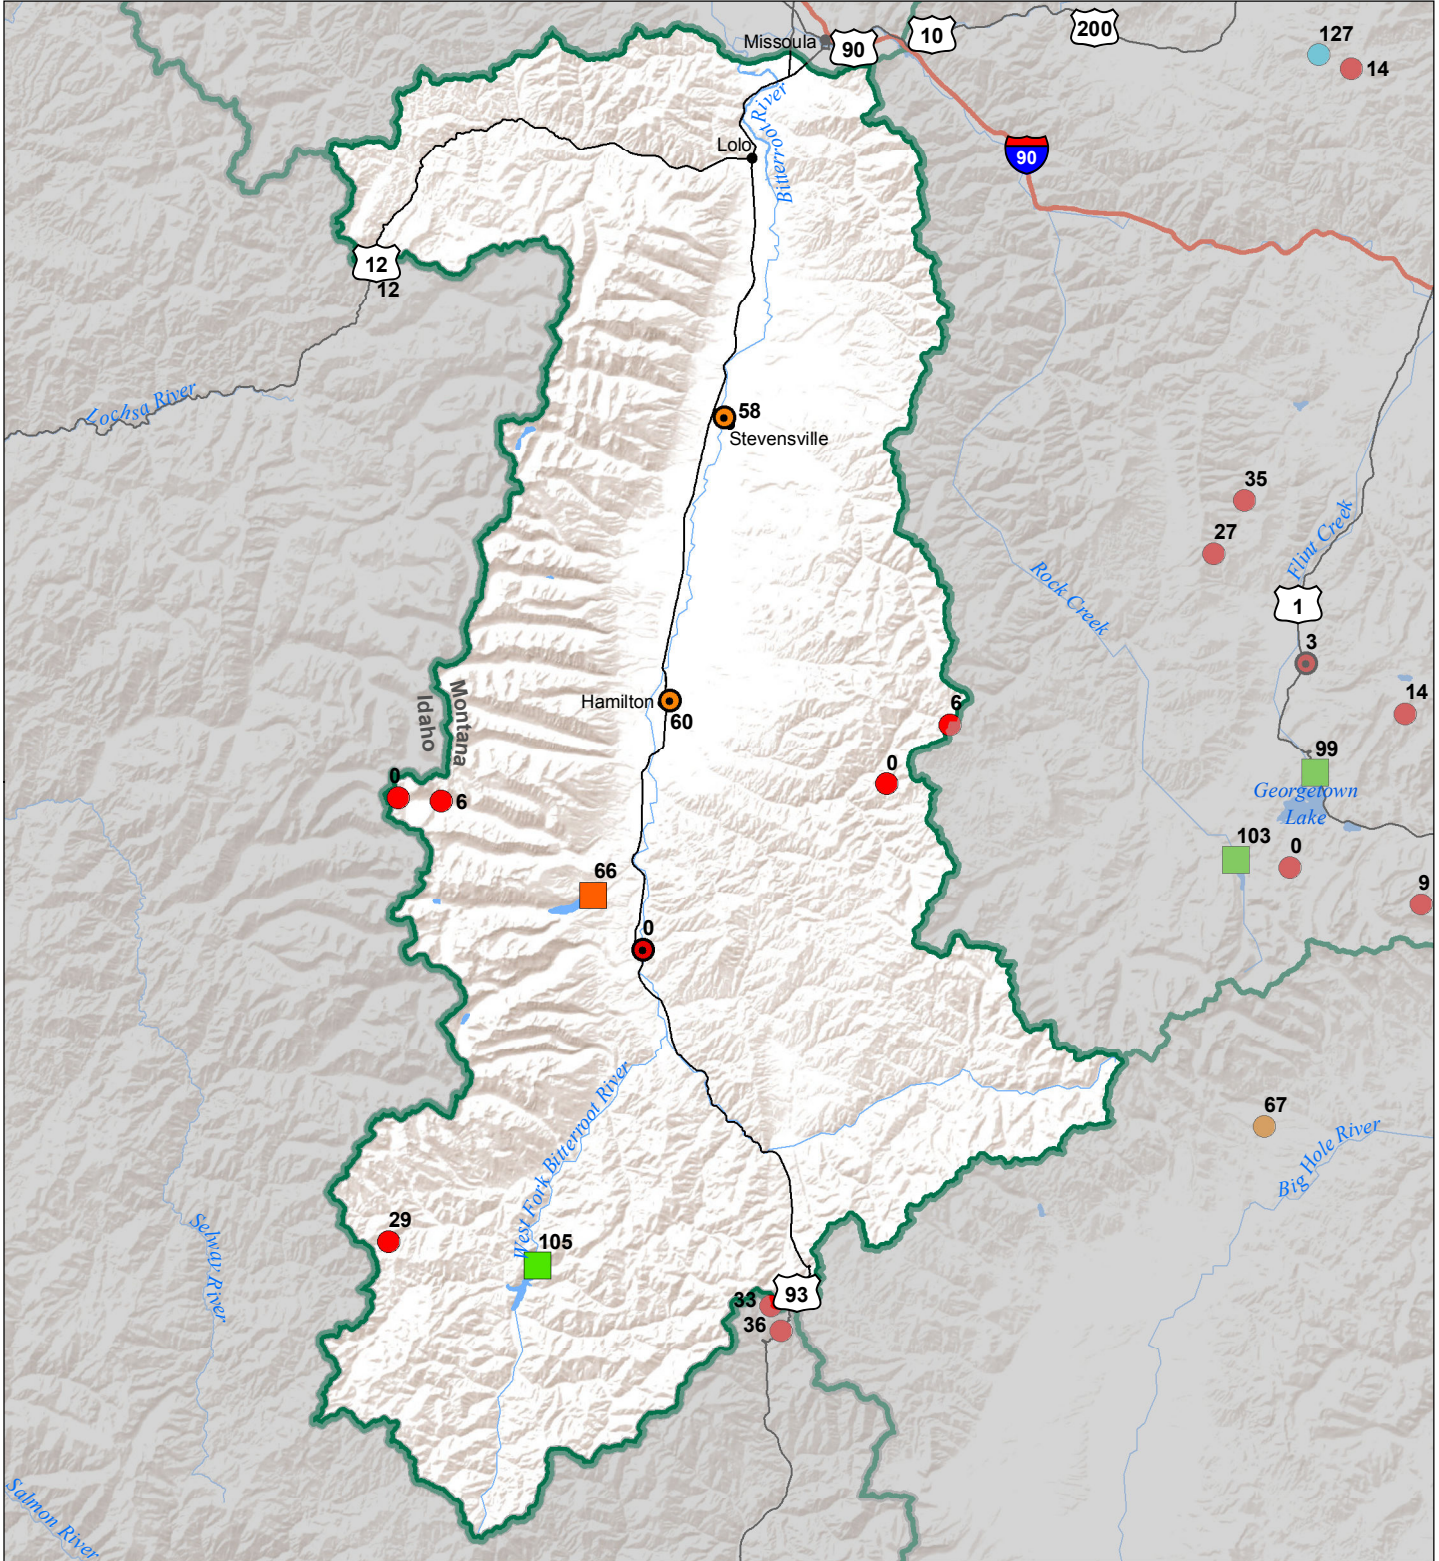 Missoula
90
10
200
127
14
Bitterroot River
Lolo
90
12
12
Lochsa River
58
Stevensville
35
27
Flint Creek
Rock Creek
1
3
Montana
Idaho
Hamilton
60
6
14
0
6
0
99
Georgetown
Lake
66
103
0
9
0
West Fork Bitterroot River
67
Big Hole River
29
Selway River
105
93
33
36
Salmon River